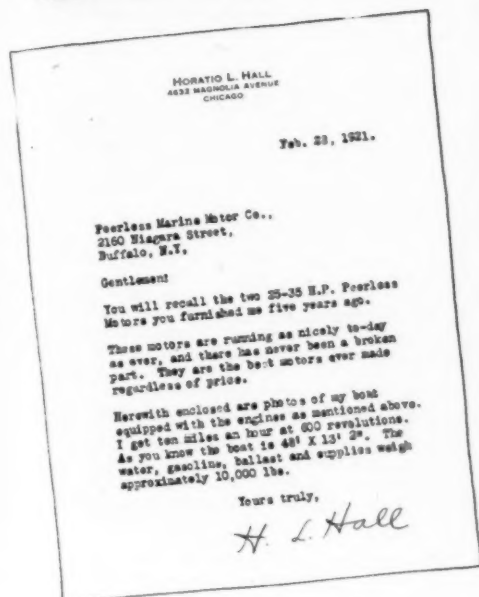 HORATIO L. HALL
4632 MAGNOLIA AVENUE
CHICAGO
Feb. 23, 1921.
Peerless Marine Motor Co.,
2160 Niagara Street,
Buffalo, N.Y.
Gentlemen:
You will recall the two 25-35 H.P. Peerless
Motors you furnished me five years ago.
These motors are running as nicely to-day
as ever, and there has never been a broken
part. They are the best motors ever made
regardless of price.
Herewith enclosed are photos of my boat
equipped with the engines as mentioned above.
I get ten miles an hour at 600 revolutions.
As you know the boat is 48' X 13' 2". The
water, gasoline, ballast and supplies weigh
approximately 10,000 lbs.
Yours truly,
H. L. Hall